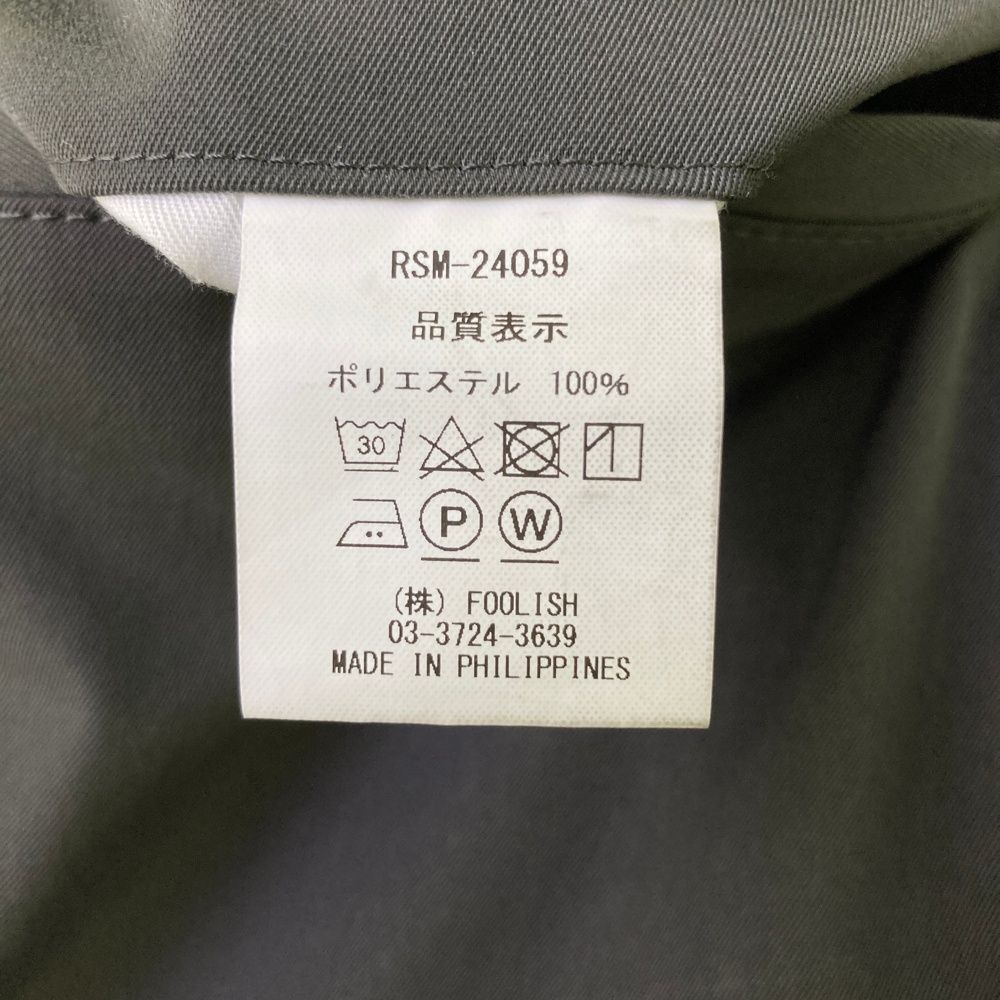 RSM-24059
品質表示
ポリエステル 100%
30
P W
(株) FOOLISH
03-3724-3639
MADE IN PHILIPPINES